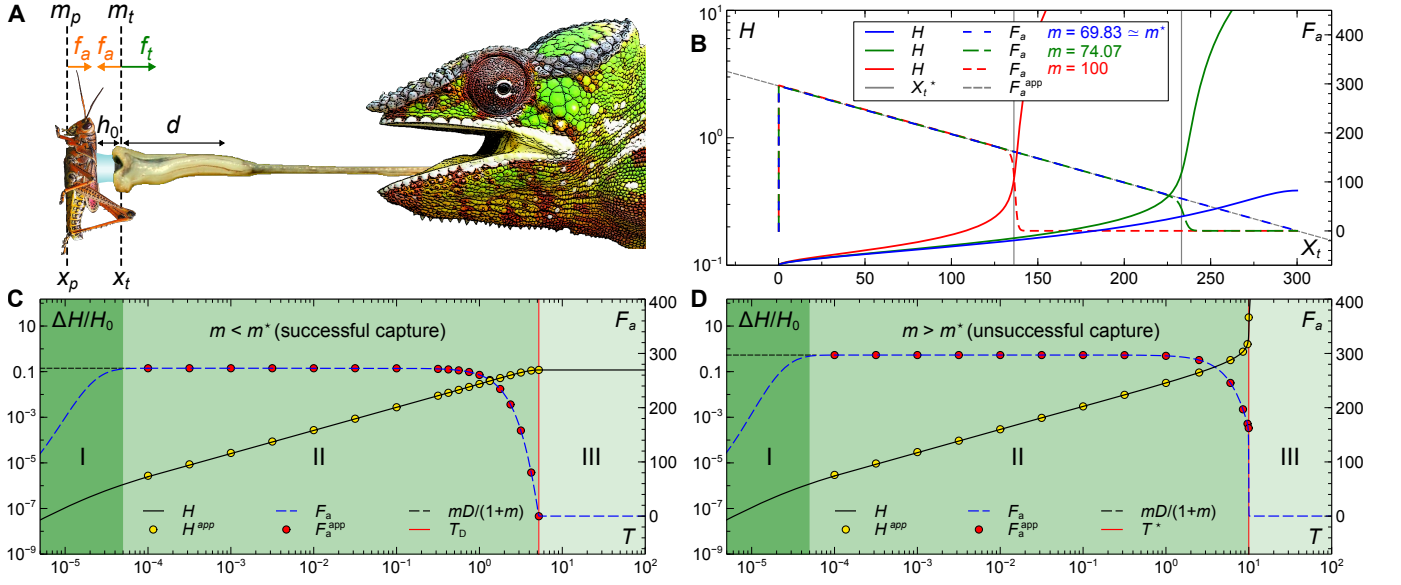 A
m_p
m_t
f_a
f_a
f_t
h_0
d
x_p
x_t
B
H
F_a
H
F_a
m = 69.83 ≃ m*
H
F_a
m = 74.07
H
F_a
m = 100
X_t*
F_a^app
10^1
10^0
10^-1
400
300
200
100
0
X_t
0
50
75
100
125
150
175
200
225
250
275
300
C
ΔH/H_0
m < m* (successful capture)
F_a
10
0.1
10^-3
10^-5
10^-7
10^-9
400
300
200
100
0
I
II
III
H
F_a
mD/(1+m)
H^app
F_a^app
T_D
T
10^-5
10^-4
10^-3
10^-2
10^-1
10^0
10^1
10^2
D
ΔH/H_0
m > m* (unsuccessful capture)
F_a
10
0.1
10^-3
10^-5
10^-7
10^-9
400
300
200
100
0
I
II
III
H
F_a
mD/(1+m)
H^app
F_a^app
T*
T
10^-5
10^-4
10^-3
10^-2
10^-1
10^0
10^1
10^2